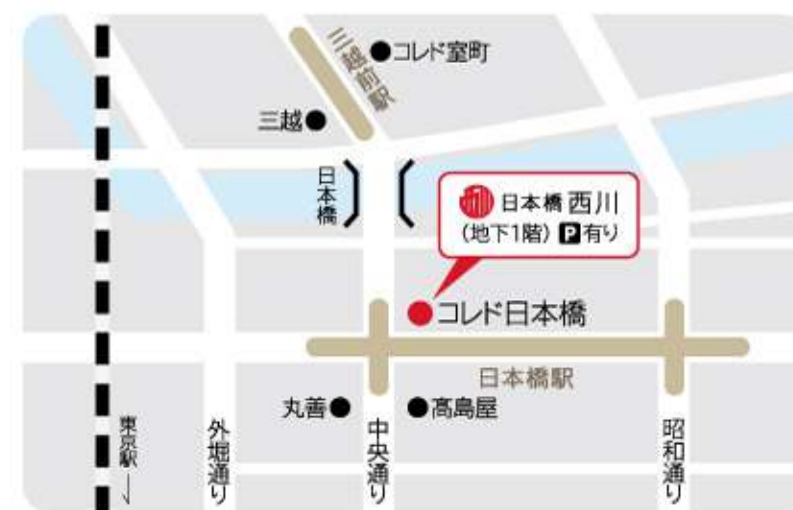 コレド室町
三越前駅
三越
日本橋
日本橋 西川
(地下1階) P有り
コレド日本橋
日本橋駅
丸善
髙島屋
東京駅
外堀通り
中央通り
昭和通り